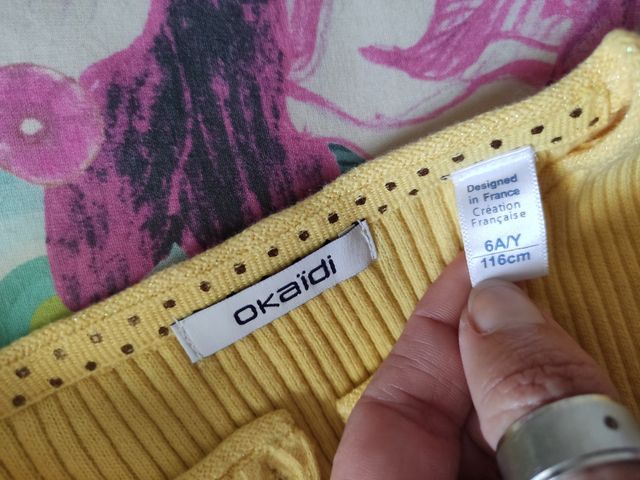 okaïdi
Designed
in France
Création
Française
6A/Y
116cm